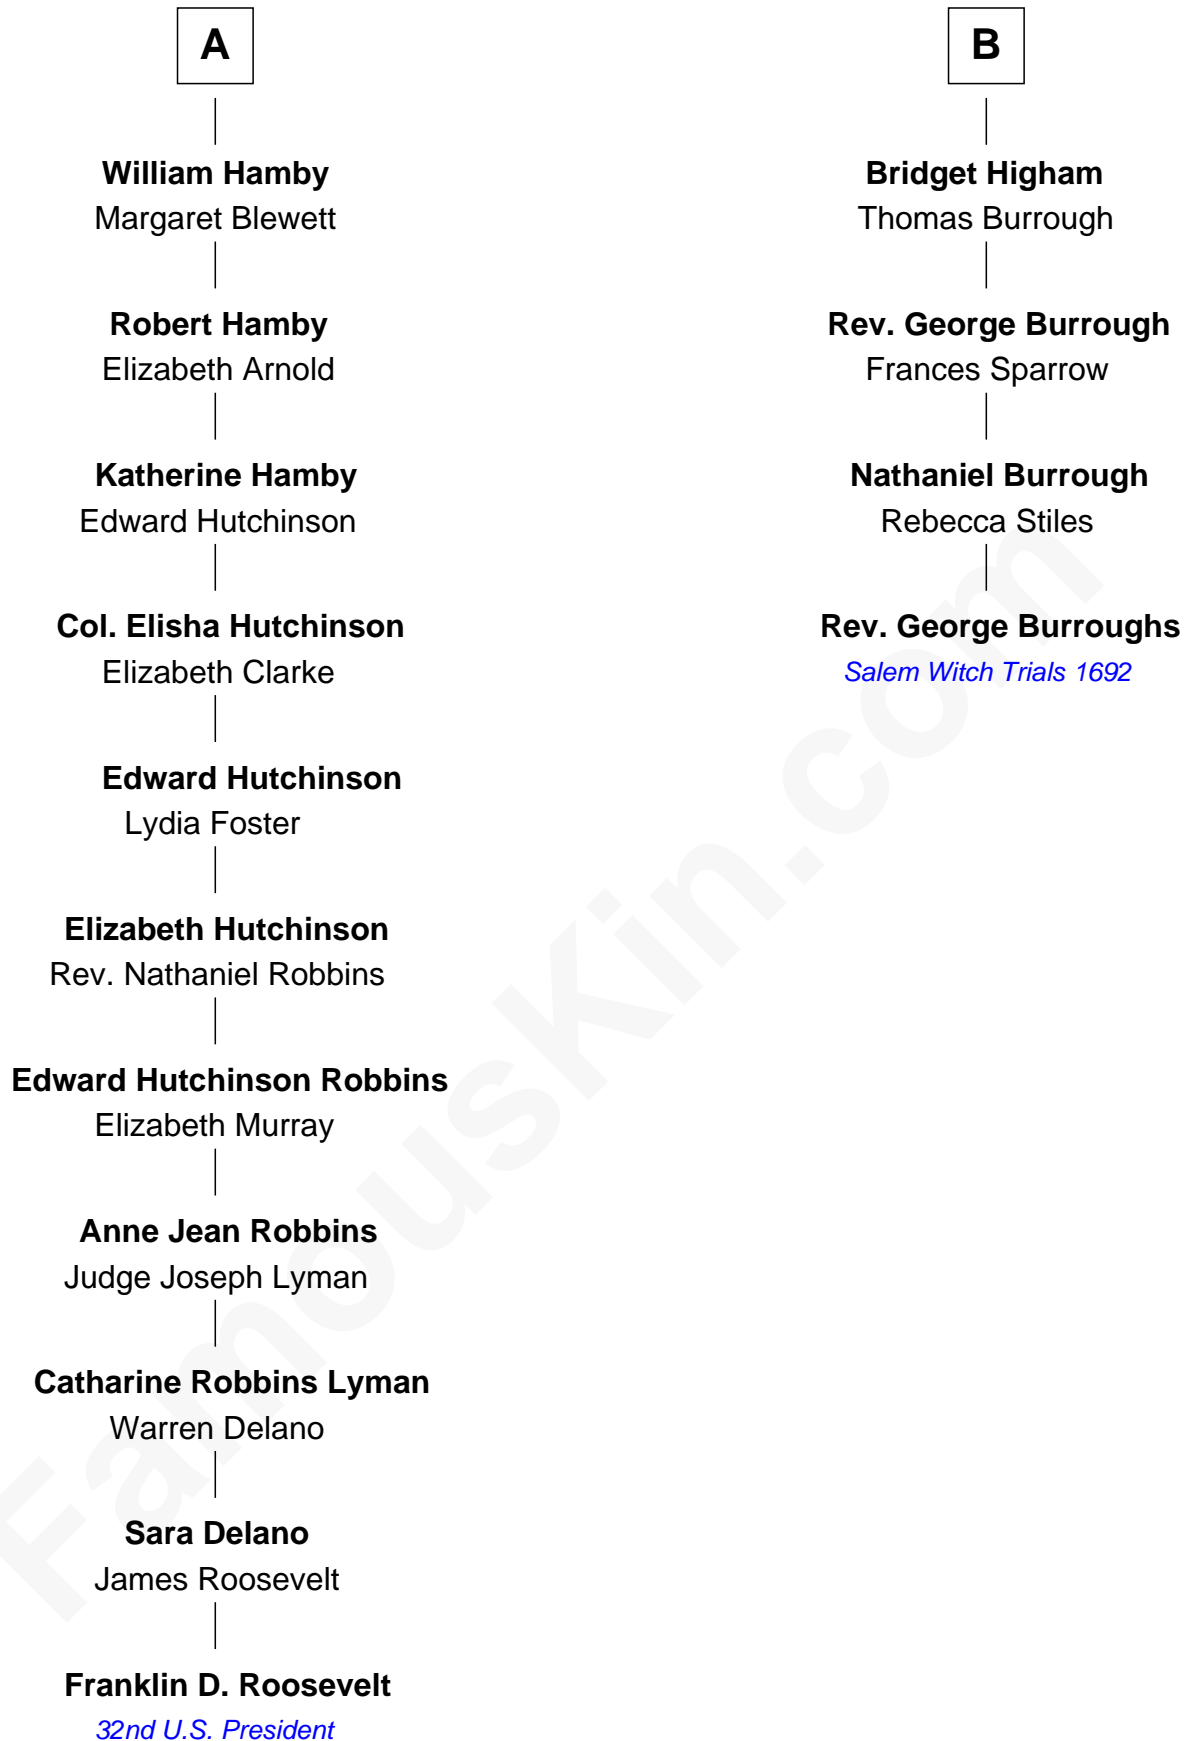 A
William Hamby
Margaret Blewett
Robert Hamby
Elizabeth Arnold
Katherine Hamby
Edward Hutchinson
Col. Elisha Hutchinson
Elizabeth Clarke
Edward Hutchinson
Lydia Foster
Elizabeth Hutchinson
Rev. Nathaniel Robbins
Edward Hutchinson Robbins
Elizabeth Murray
Anne Jean Robbins
Judge Joseph Lyman
Catharine Robbins Lyman
Warren Delano
Sara Delano
James Roosevelt
Franklin D. Roosevelt
32nd U.S. President
B
Bridget Higham
Thomas Burrough
Rev. George Burrough
Frances Sparrow
Nathaniel Burrough
Rebecca Stiles
Rev. George Burroughs
Salem Witch Trials 1692
FamousKin.com